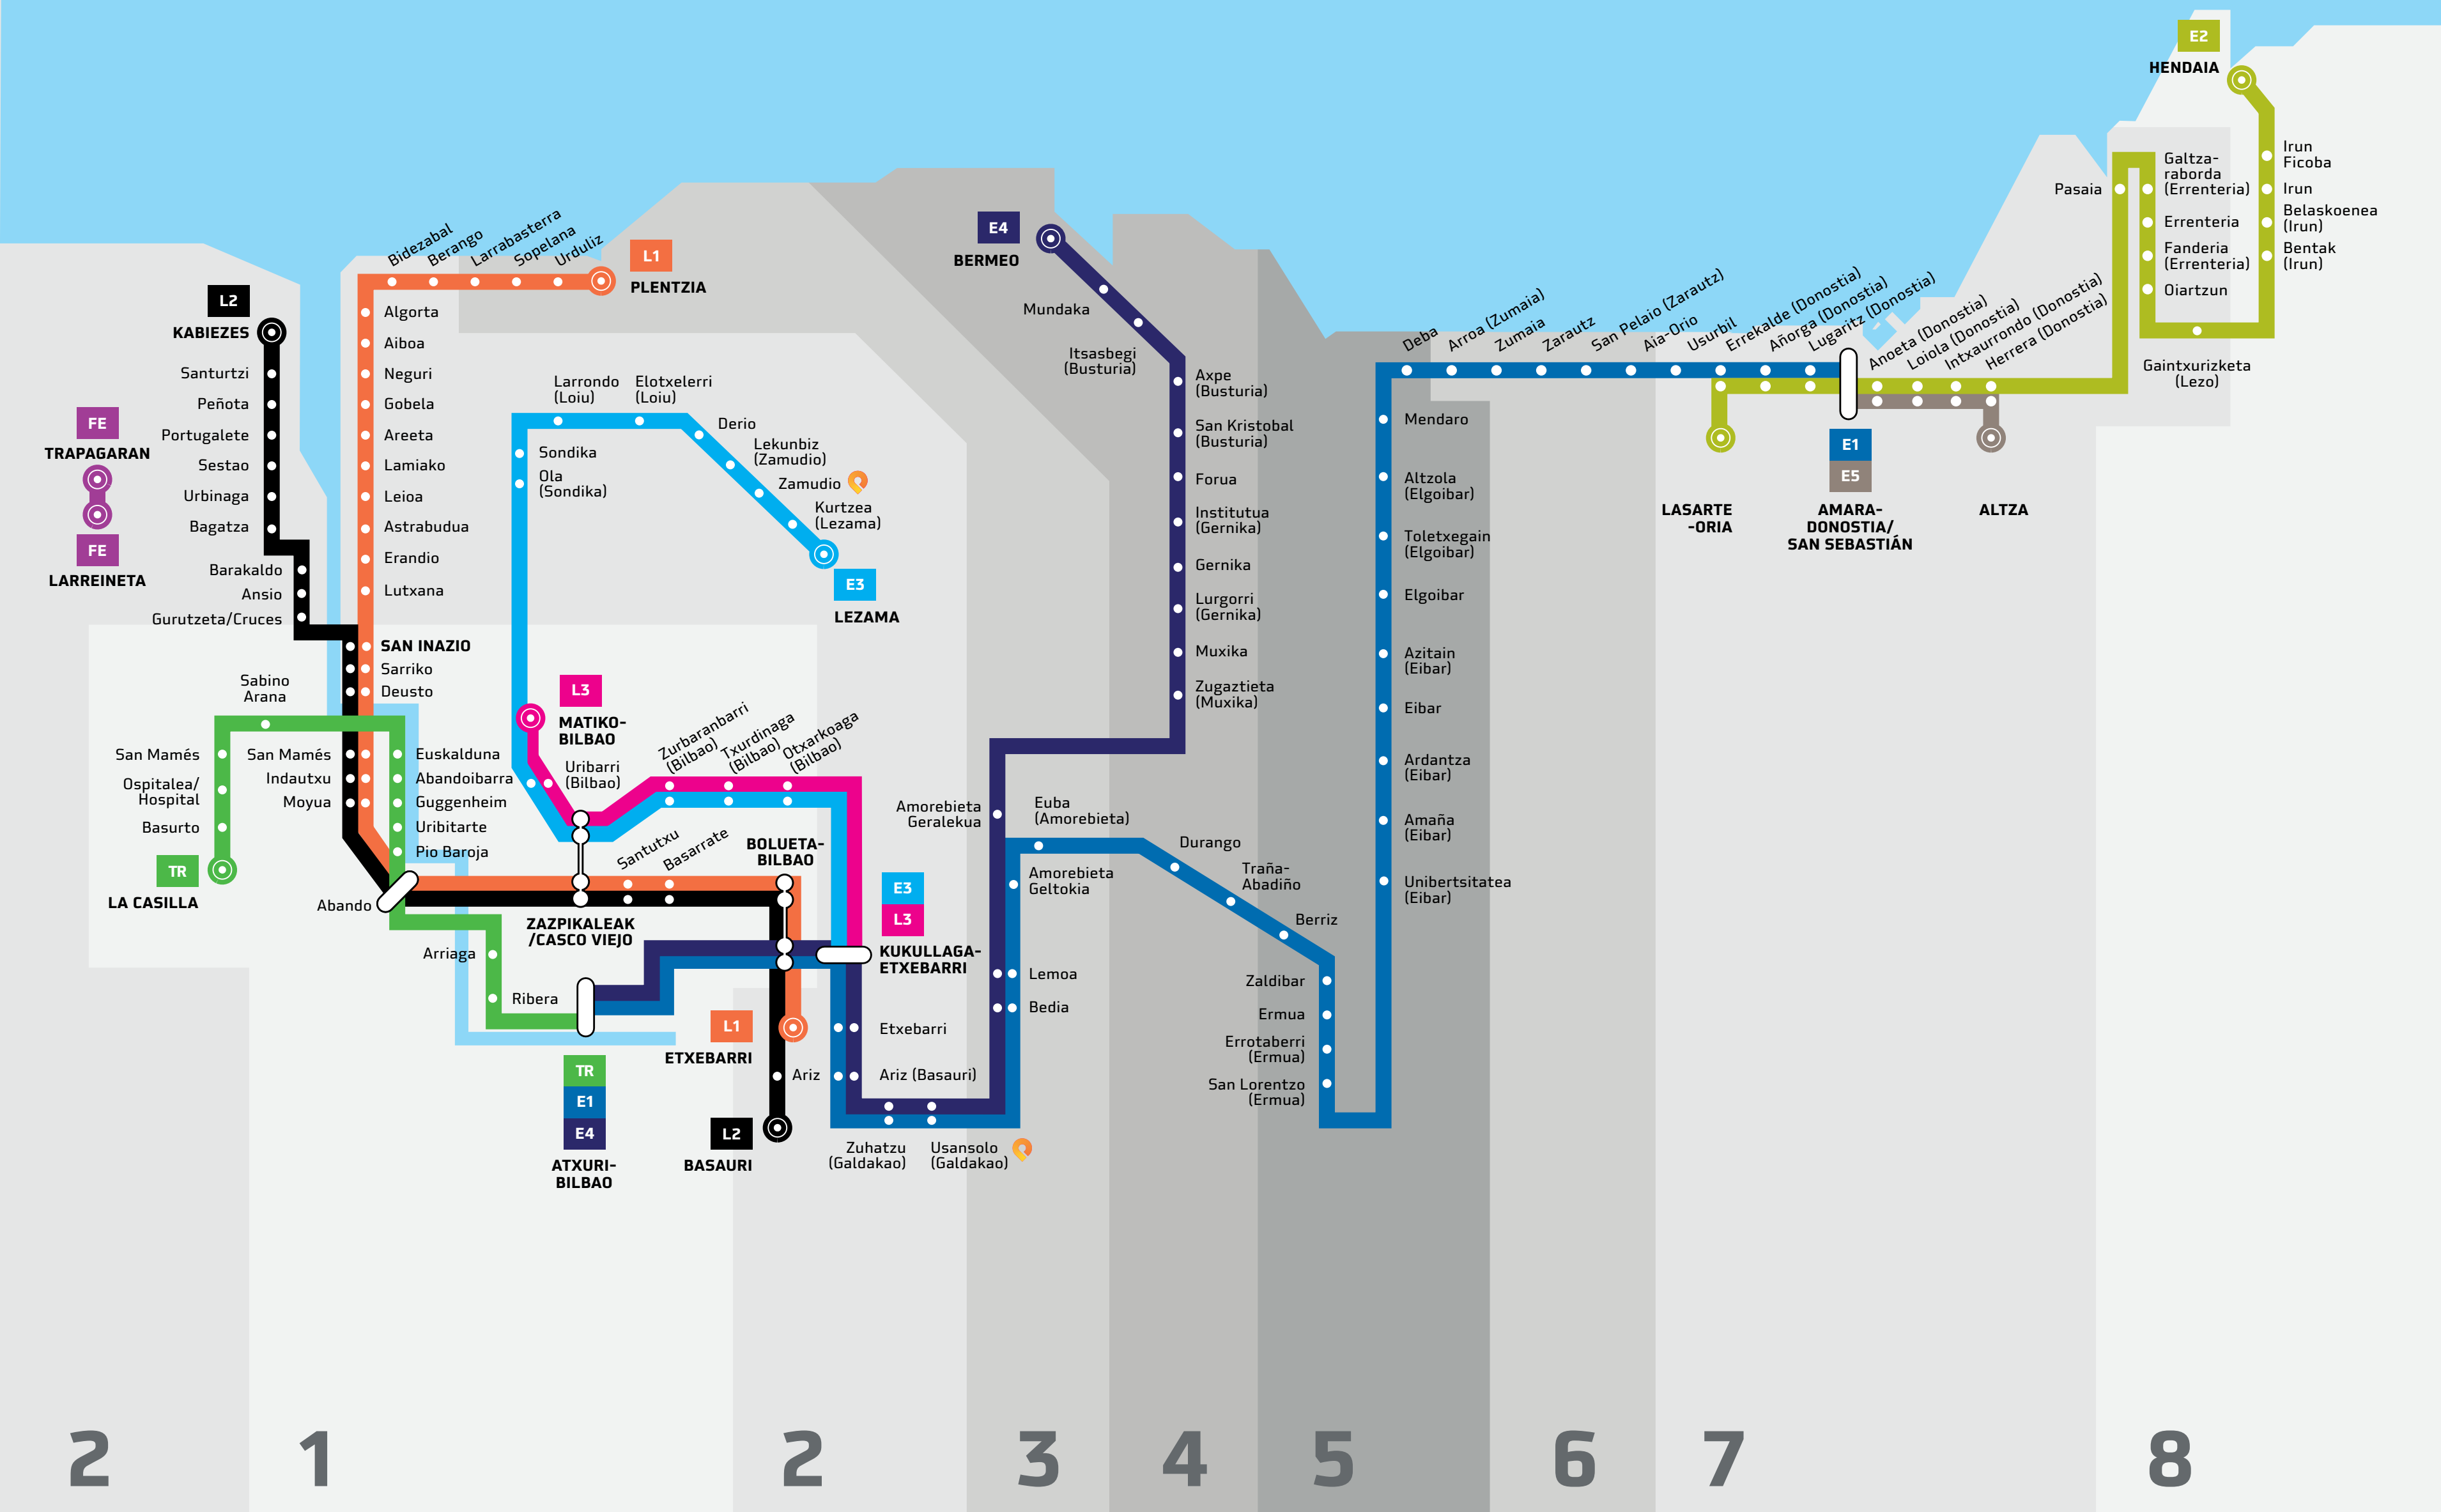 E2
HENDAIA
Irun
Ficoba
Irun
Belaskoenea
(Irun)
Bentak
(Irun)
Galtza-
raborda
(Errenteria)
Errenteria
Fanderia
(Errenteria)
Oiartzun
Gaintxurizketa
(Lezo)
Pasaia
Herrera (Donostia)
Intxaurrondo (Donostia)
Loiola (Donostia)
Anoeta (Donostia)
Lugaritz (Donostia)
Añorga (Donostia)
Errekalde (Donostia)
Usurbil
Aia-Orio
San Pelaio (Zarautz)
Zarautz
Zumaia
Arroa (Zumaia)
Deba
LASARTE
-ORIA
E1
E5
AMARA-
DONOSTIA/
SAN SEBASTIÁN
ALTZA
Mendaro
Altzola
(Elgoibar)
Toletxegain
(Elgoibar)
Elgoibar
Azitain
(Eibar)
Eibar
Ardantza
(Eibar)
Amaña
(Eibar)
Unibertsitatea
(Eibar)
Zaldibar
Ermua
Errotaberri
(Ermua)
San Lorentzo
(Ermua)
Berriz
Traña-
Abadiño
Durango
Euba
(Amorebieta)
Amorebieta
Geltokia
Amorebieta
Geralekua
Lemoa
Bedia
E4
BERMEO
Mundaka
Itsasbegi
(Busturia)
Axpe
(Busturia)
San Kristobal
(Busturia)
Forua
Institutua
(Gernika)
Gernika
Lurgorri
(Gernika)
Muxika
Zugaztieta
(Muxika)
Usansolo
(Galdakao)
Zuhatzu
(Galdakao)
Ariz (Basauri)
Etxebarri
E3
L3
KUKULLAGA-
ETXEBARRI
BOLUETA-
BILBAO
L1
ETXEBARRI
Ariz
L2
BASAURI
Basarrate
Santutxu
ZAZPIKALEAK
/CASCO VIEJO
TR
E1
E4
ATXURI-
BILBAO
Ribera
Arriaga
Abando
Pio Baroja
Uribitarte
Guggenheim
Abandoibarra
Euskalduna
Sabino
Arana
San Mamés
Ospitalea/
Hospital
Basurto
TR
LA CASILLA
San Mamés
Indautxu
Moyua
SAN INAZIO
Sarriko
Deusto
L3
MATIKO-
BILBAO
Uribarri
(Bilbao)
Zurbaranbarri
(Bilbao)
Txurdinaga
(Bilbao)
Otxarkoaga
(Bilbao)
Larrondo
(Loiu)
Elotxelerri
(Loiu)
Sondika
Ola
(Sondika)
Derio
Lekunbiz
(Zamudio)
Zamudio
Kurtzea
(Lezama)
E3
LEZAMA
L1
PLENTZIA
Urduliz
Sopelana
Larrabasterra
Berango
Bidezabal
Algorta
Aiboa
Neguri
Gobela
Areeta
Lamiako
Leioa
Astrabudua
Erandio
Lutxana
L2
KABIEZES
Santurtzi
Peñota
Portugalete
Sestao
Urbinaga
Bagatza
Barakaldo
Ansio
Gurutzeta/Cruces
FE
TRAPAGARAN
FE
LARREINETA
2
1
2
3
4
5
6
7
8